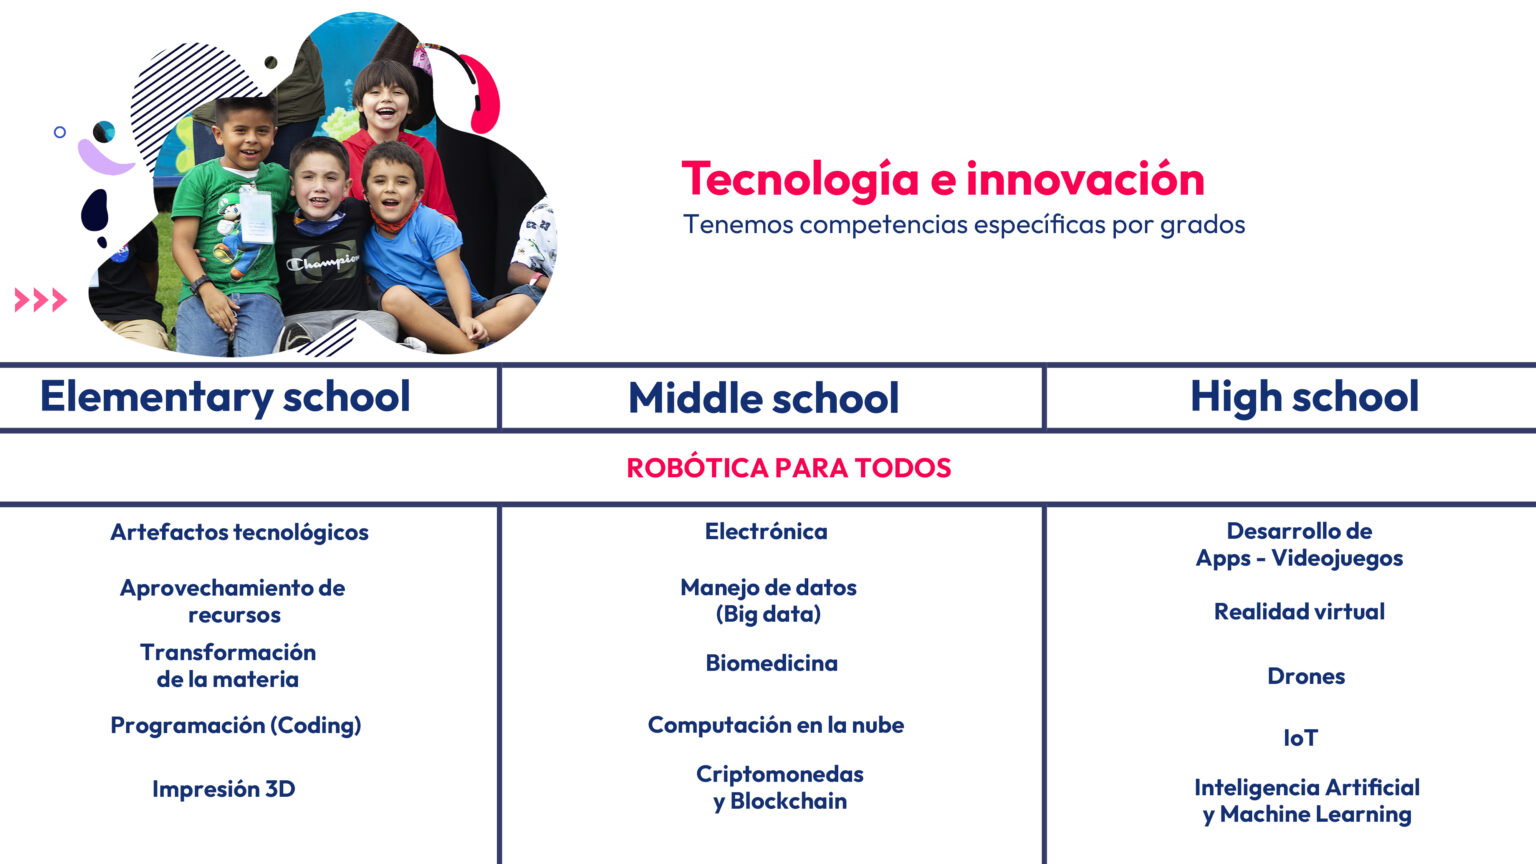 Champion
Tecnología e innovación
Tenemos competencias específicas por grados
Elementary school
Middle school
High school
ROBÓTICA PARA TODOS
Artefactos tecnológicos
Aprovechamiento de
recursos
Transformación
de la materia
Programación (Coding)
Impresión 3D
Electrónica
Manejo de datos
(Big data)
Biomedicina
Computación en la nube
Criptomonedas
y Blockchain
Desarrollo de
Apps - Videojuegos
Realidad virtual
Drones
IoT
Inteligencia Artificial
y Machine Learning